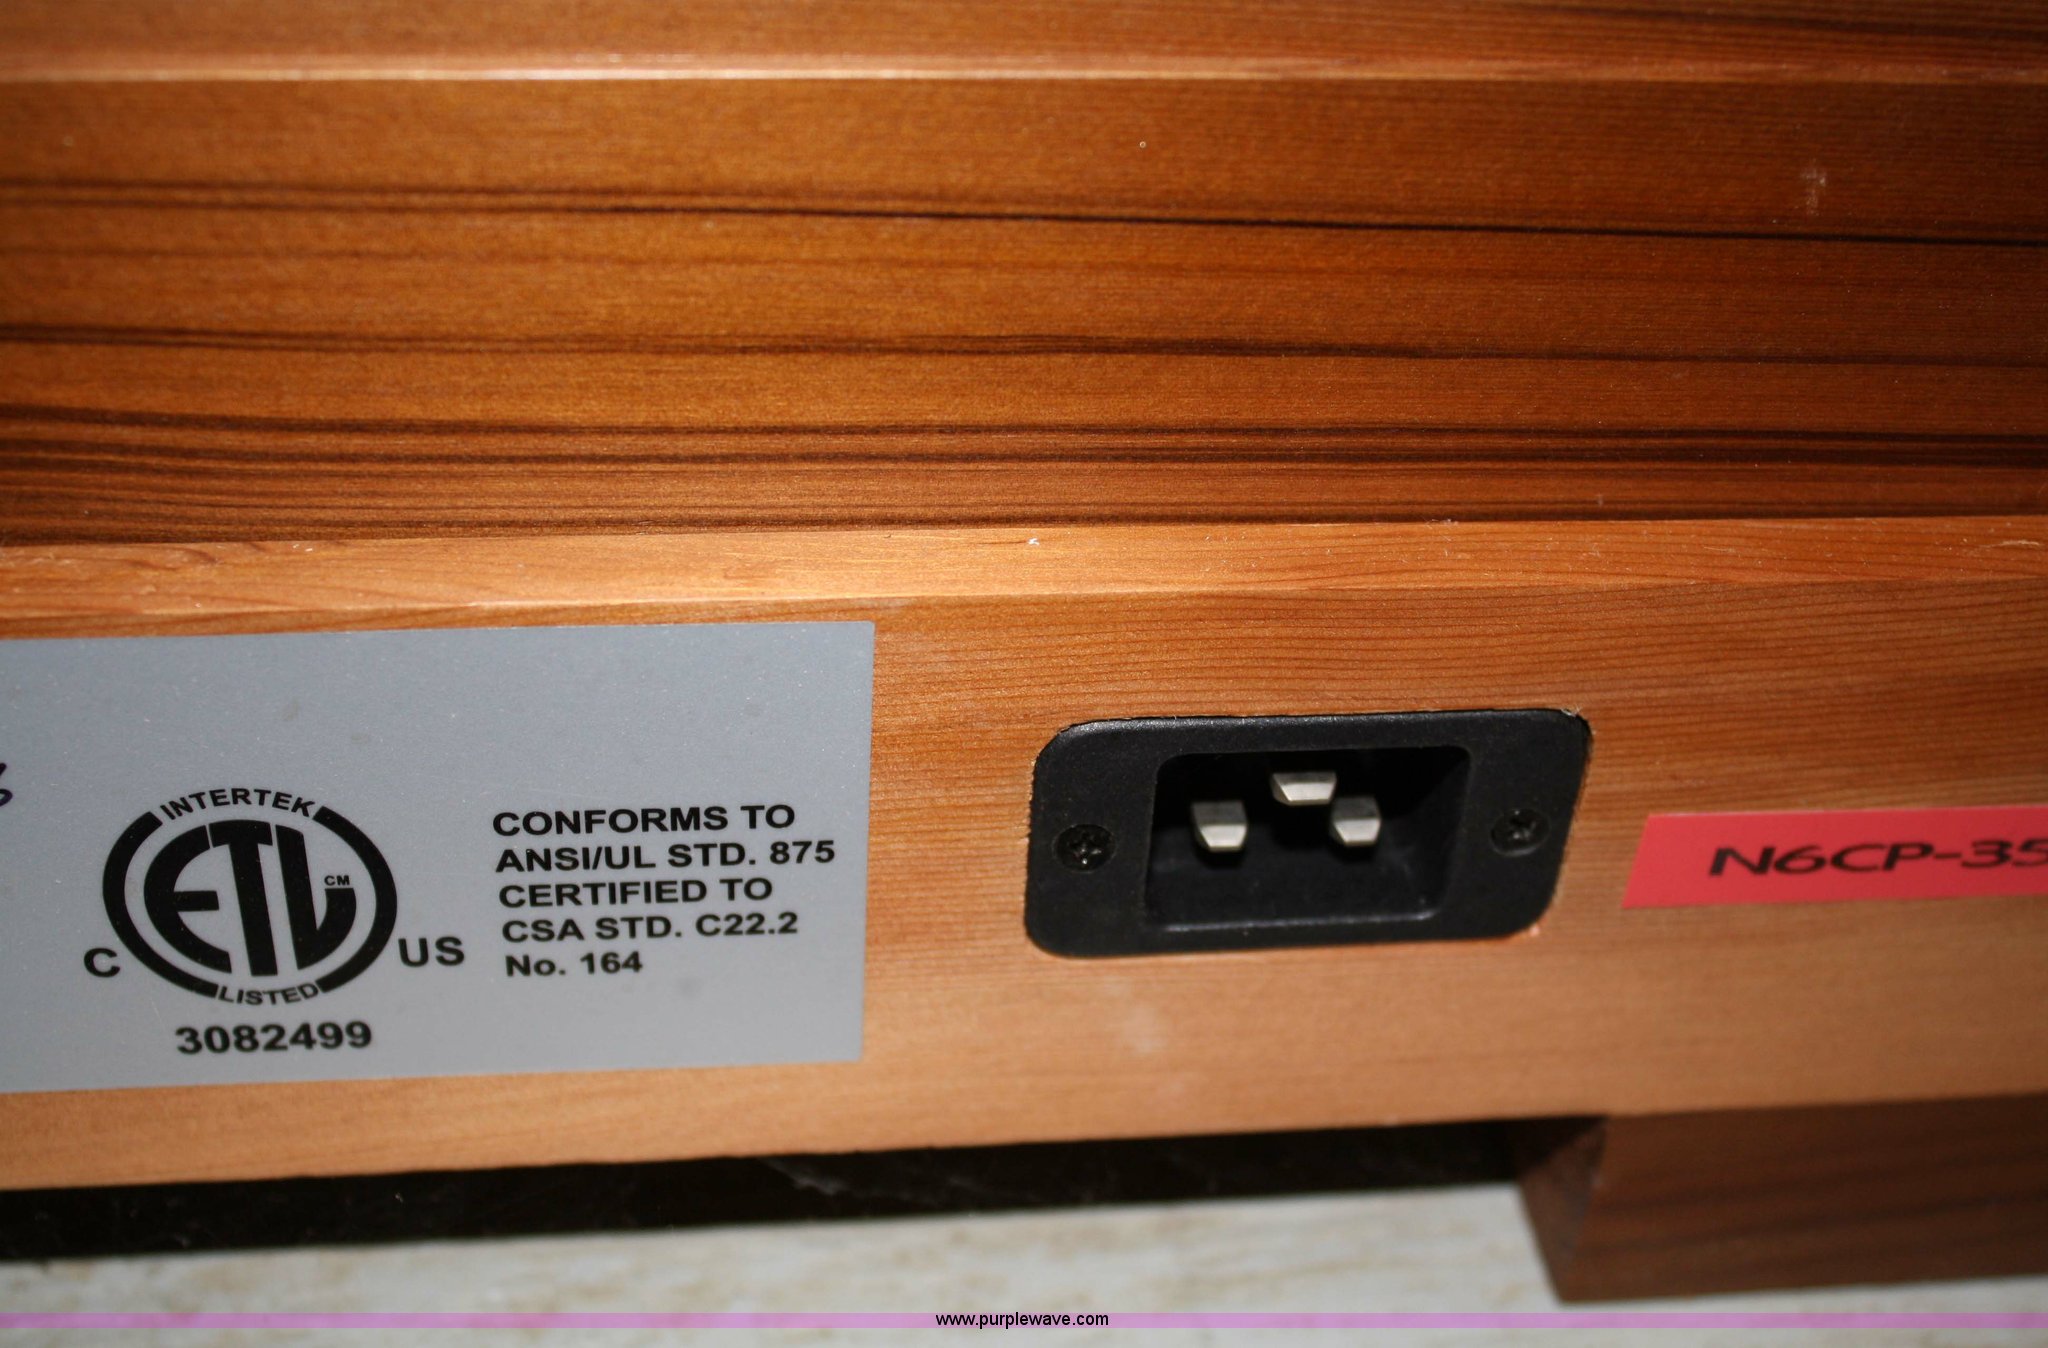 INTERTEK
ETL CM
C US
LISTED
3082499
CONFORMS TO
ANSI/UL STD. 875
CERTIFIED TO
CSA STD. C22.2
No. 164
N6CP-35
www.purplewave.com